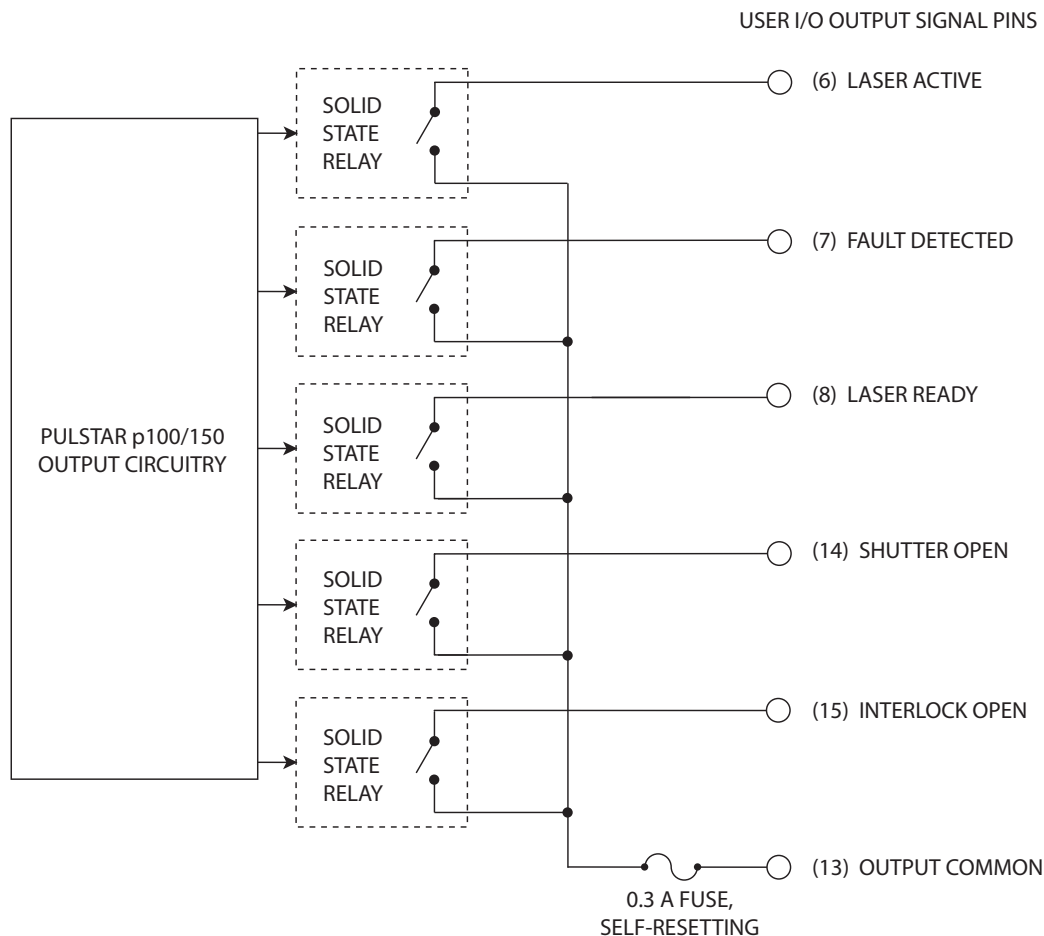 USER I/O OUTPUT SIGNAL PINS
(6) LASER ACTIVE
SOLID
STATE
RELAY
(7) FAULT DETECTED
SOLID
STATE
RELAY
(8) LASER READY
SOLID
STATE
RELAY
PULSTAR p100/150
OUTPUT CIRCUITRY
(14) SHUTTER OPEN
SOLID
STATE
RELAY
(15) INTERLOCK OPEN
SOLID
STATE
RELAY
(13) OUTPUT COMMON
0.3 A FUSE,
SELF-RESETTING